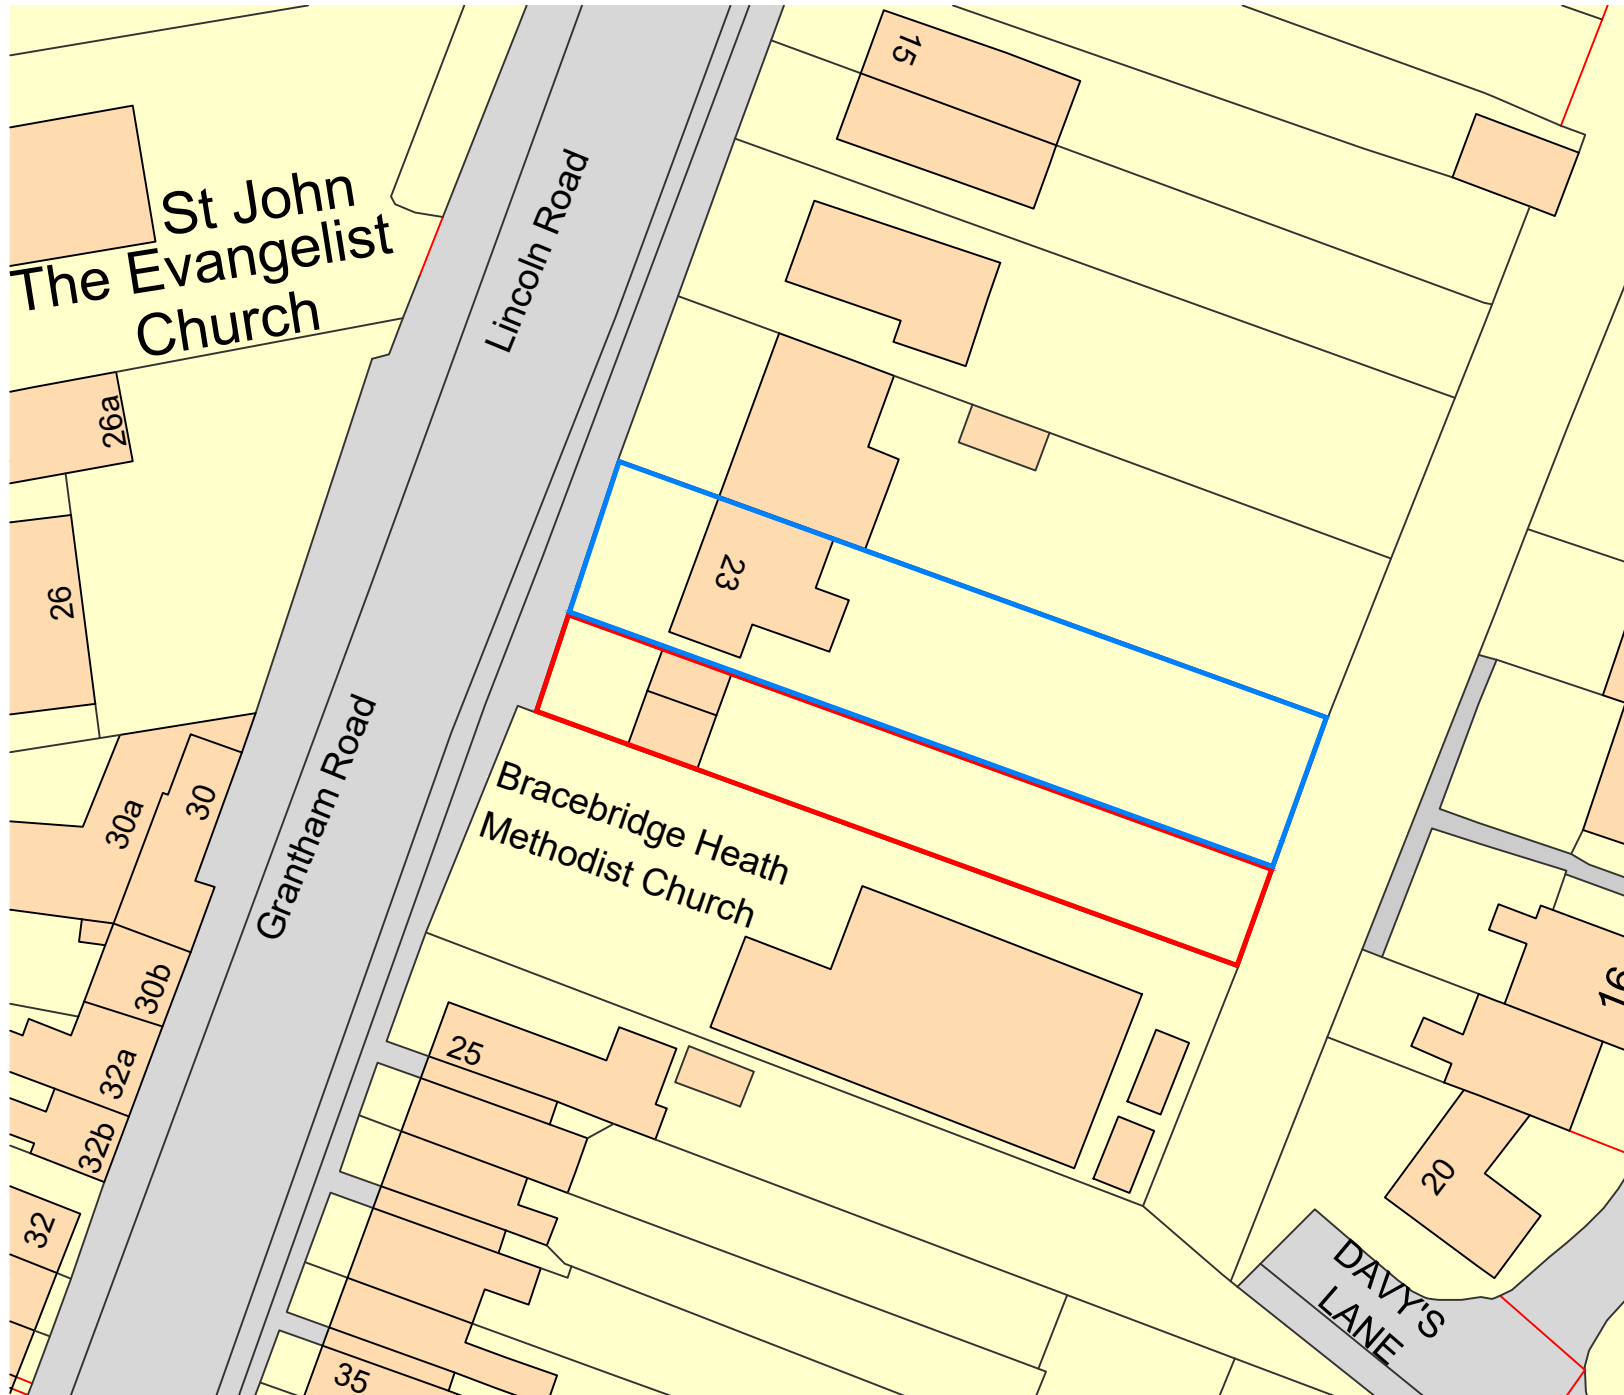 15
St John
The Evangelist
Church
Lincoln Road
26a
23
26
Grantham Road
30a
30
Bracebridge Heath
Methodist Church
30b
16
25
32a
32b
20
32
DAVY'S
LANE
35